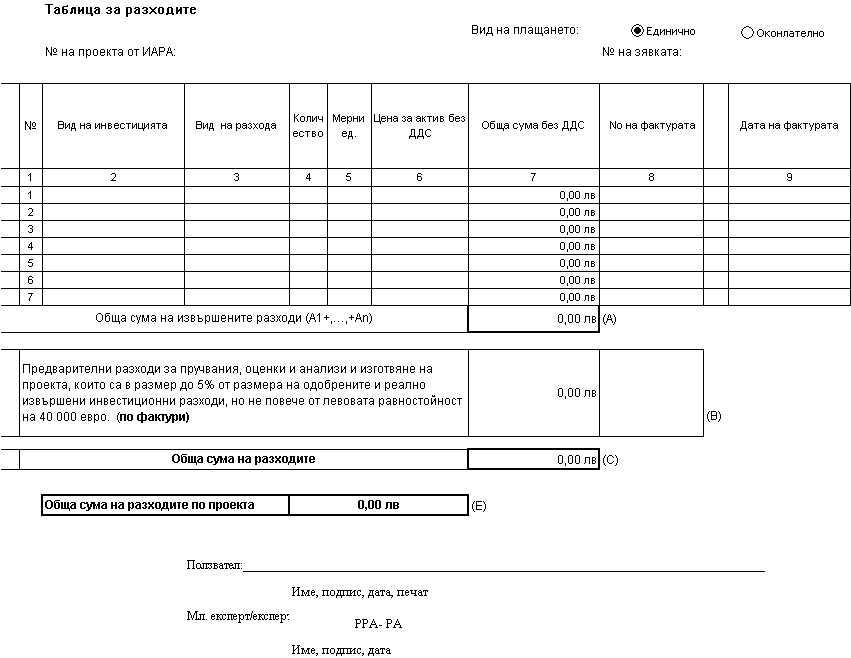 Таблица за разходите
Вид на плащането: Единично Оконлателно
№ на проекта от ИАРА: № на зявката:
№ Вид на инвестицията Вид на разхода Количество Мерни ед. Цена за актив без ДДС Обща сума без ДДС No на фактурата Дата на фактурата
1 2 3 4 5 6 7 8 9
1 0,00 лв
2 0,00 лв
3 0,00 лв
4 0,00 лв
5 0,00 лв
6 0,00 лв
7 0,00 лв
Обща сума на извършените разходи (А1+,…,+Аn) 0,00 лв (A)
Предварителни разходи за пручвания, оценки и анализи и изготвяне на
проекта, които са в размер до 5% от размера на одобрените и реално
извършени инвестиционни разходи, но не повече от левовата равностойност
на 40 000 евро. (по фактури)
0,00 лв
(B)
Обща сума на разходите 0,00 лв (C)
Обща сума на разходите по проекта 0,00 лв (E)
Ползвател:
Име, подпис, дата, печат
Мл. експерт/експер:
РРА- РА
Име, подпис, дата